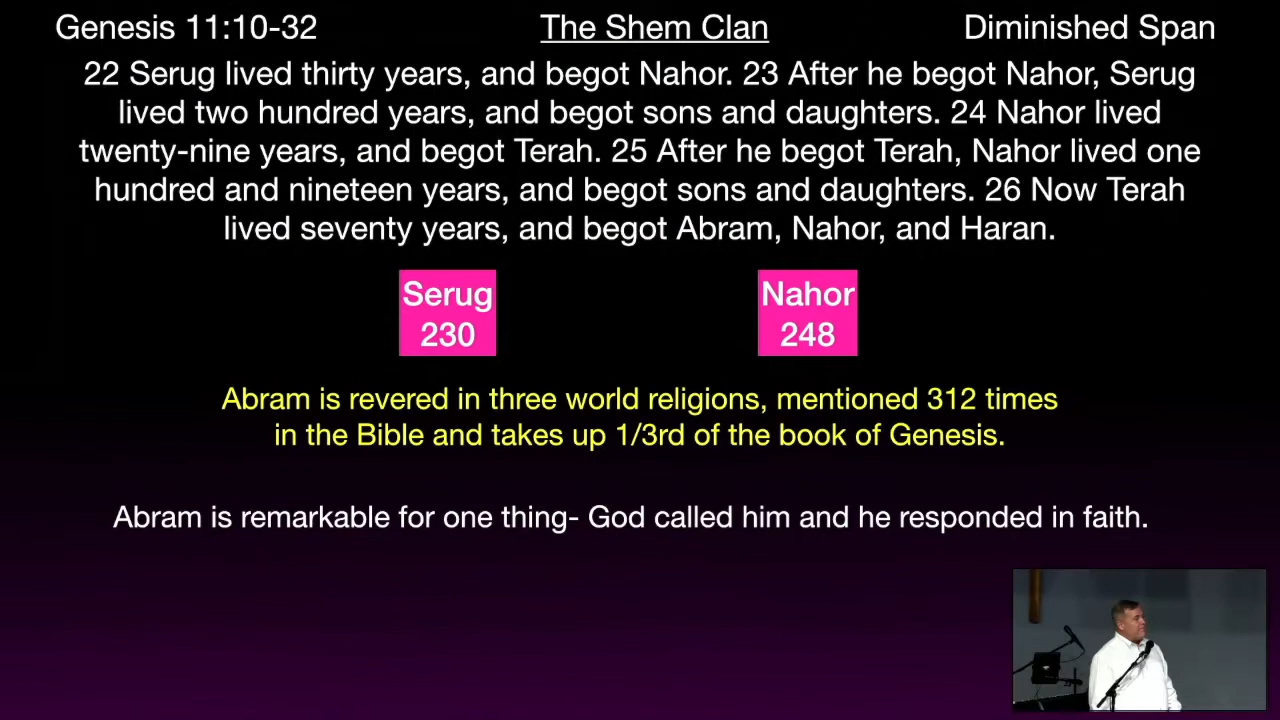 Genesis 11:10-32 The Shem Clan Diminished Span
22 Serug lived thirty years, and begot Nahor. 23 After he begot Nahor, Serug
lived two hundred years, and begot sons and daughters. 24 Nahor lived
twenty-nine years, and begot Terah. 25 After he begot Terah, Nahor lived one
hundred and nineteen years, and begot sons and daughters. 26 Now Terah
lived seventy years, and begot Abram, Nahor, and Haran.
Serug
230
Nahor
248
Abram is revered in three world religions, mentioned 312 times
in the Bible and takes up 1/3rd of the book of Genesis.
Abram is remarkable for one thing- God called him and he responded in faith.